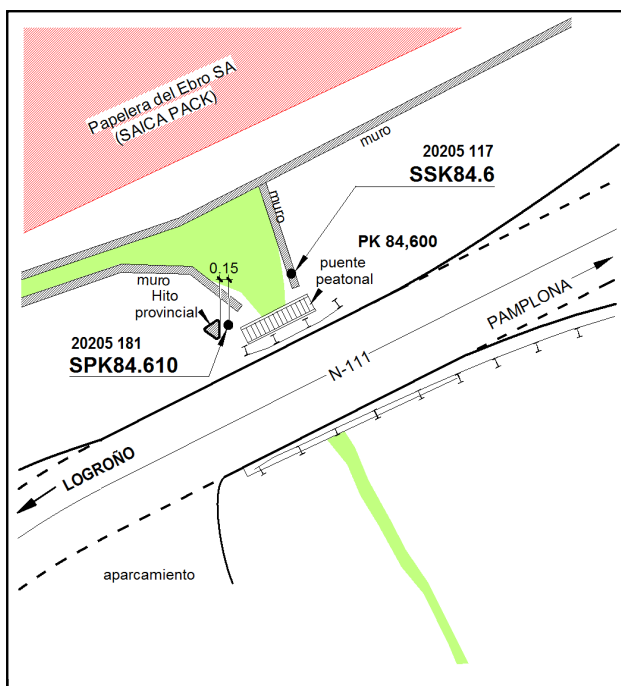 Papelera del Ebro SA
(SAICA PACK)
muro
20205 117
SSK84.6
muro
PK 84,600
puente
peatonal
0,15
muro
Hito
provincial
20205 181
SPK84.610
PAMPLONA
N-111
LOGROÑO
aparcamiento